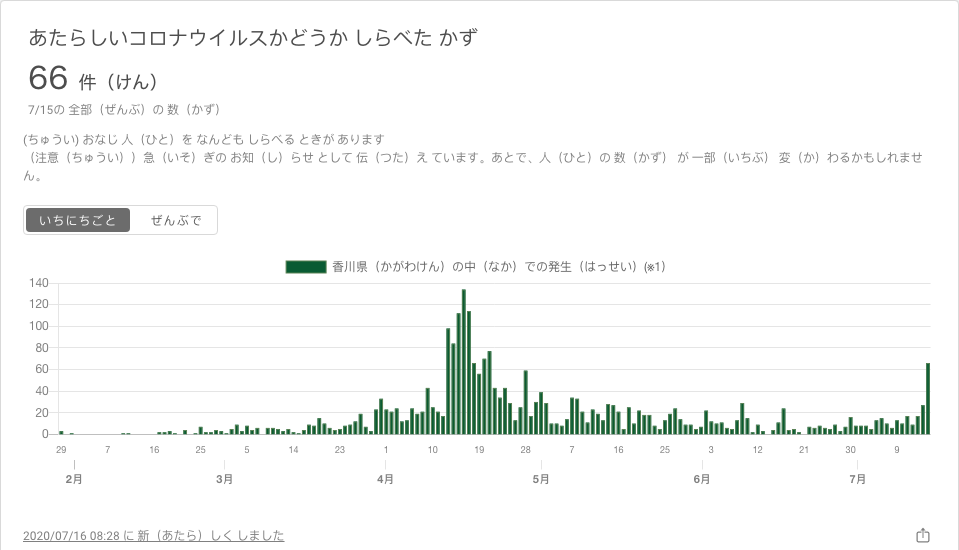 あたらしいコロナウイルスかどうか しらべた かず
66 件（けん）
7/15の 全部（ぜんぶ）の 数（かず）
(ちゅうい) おなじ 人（ひと）を なんども しらべる ときが あります
（注意（ちゅうい））急（いそ）ぎの お知（し）らせ として 伝（つた）え ています。あとで、人（ひと）の 数（かず） が 一部（いちぶ） 変（か）わるかもしれませ
ん。
いちにちごと ぜんぶで
香川県（かがわけん）の中（なか）での発生（はっせい）(※1)
140
120
100
80
60
40
20
0
29 7 16 25 5 14 23 1 10 19 28 7 16 25 3 12 21 30 9
2月 3月 4月 5月 6月 7月
2020/07/16 08:28 に 新（あたら）しく しました